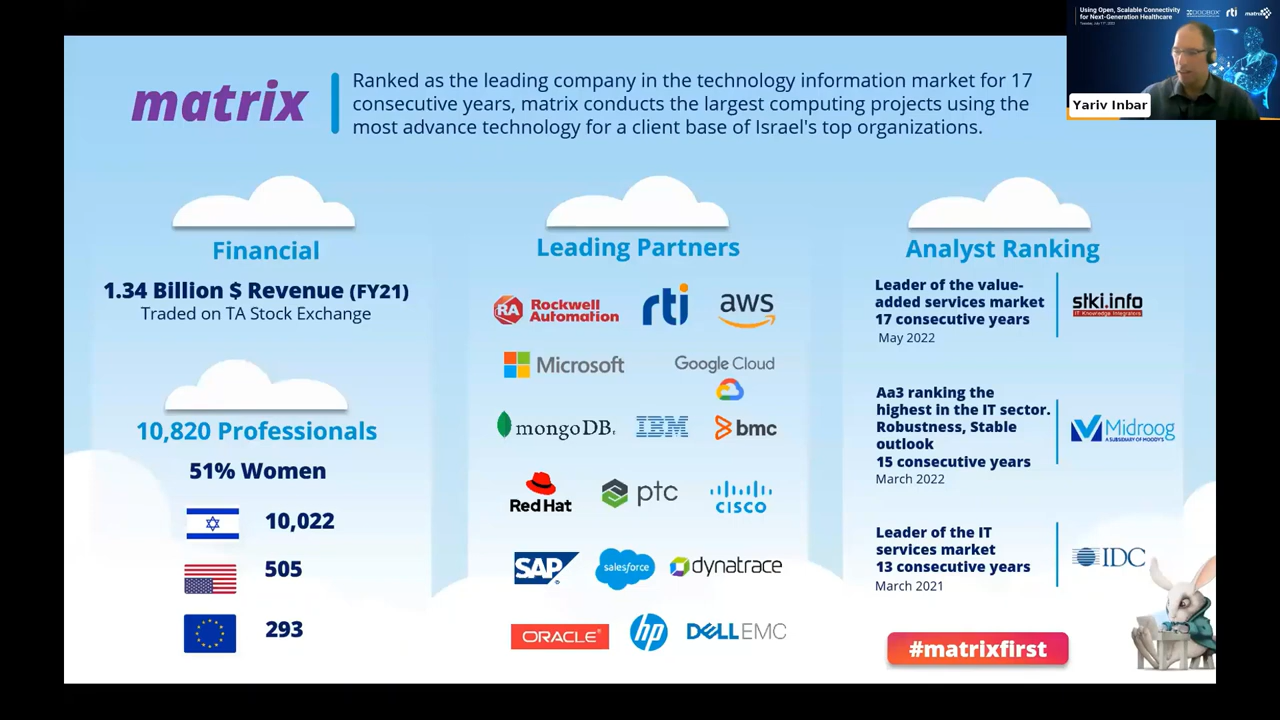 matrix
Ranked as the leading company in the technology information market for 17
consecutive years, matrix conducts the largest computing projects using the
most advance technology for a client base of Israel's top organizations.
Using Open, Scalable Connectivity
for Next-Generation Healthcare
DOCBOX
rti
matrix
Yariv Inbar
Financial
1.34 Billion $ Revenue (FY21)
Traded on TA Stock Exchange
10,820 Professionals
51% Women
10,022
505
293
Leading Partners
RA Rockwell
Automation
rti
aws
Microsoft
Google Cloud
mongoDB.
IBM
bmc
Red Hat
ptc
CISCO
SAP
salesforce
dynatrace
ORACLE
hp
DELLEMC
Analyst Ranking
Leader of the value-
added services market
17 consecutive years
May 2022
stki.info
IT Knowledge Integrators
Aa3 ranking the
highest in the IT sector.
Robustness, Stable
outlook
15 consecutive years
March 2022
Midroog
A SUBSIDIARY OF MOODY'S
Leader of the IT
services market
13 consecutive years
March 2021
IDC
#matrixfirst